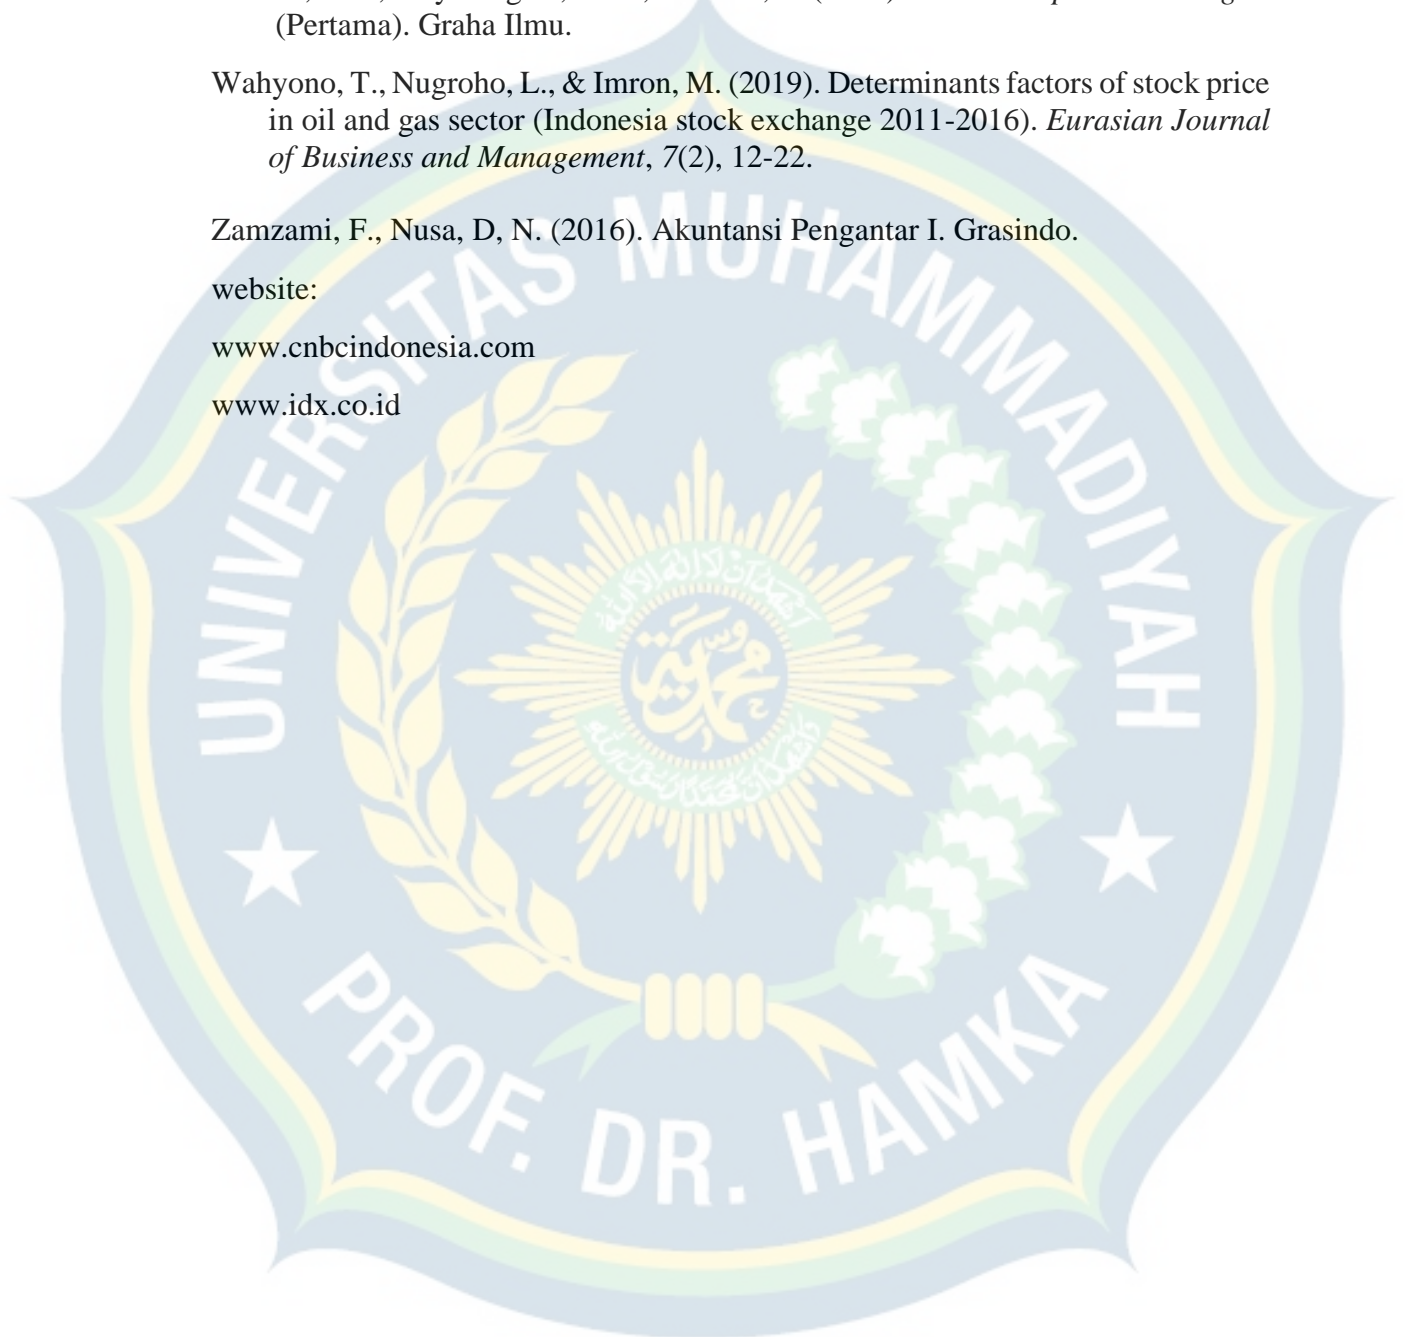 (Pertama). Graha Ilmu.
Wahyono, T., Nugroho, L., & Imron, M. (2019). Determinants factors of stock price
in oil and gas sector (Indonesia stock exchange 2011-2016). Eurasian Journal
of Business and Management, 7(2), 12-22.
Zamzami, F., Nusa, D, N. (2016). Akuntansi Pengantar I. Grasindo.
website:
www.cnbcindonesia.com
www.idx.co.id
UNIVERSITAS MUHAMMADIYAH
PROF. DR. HAMKA